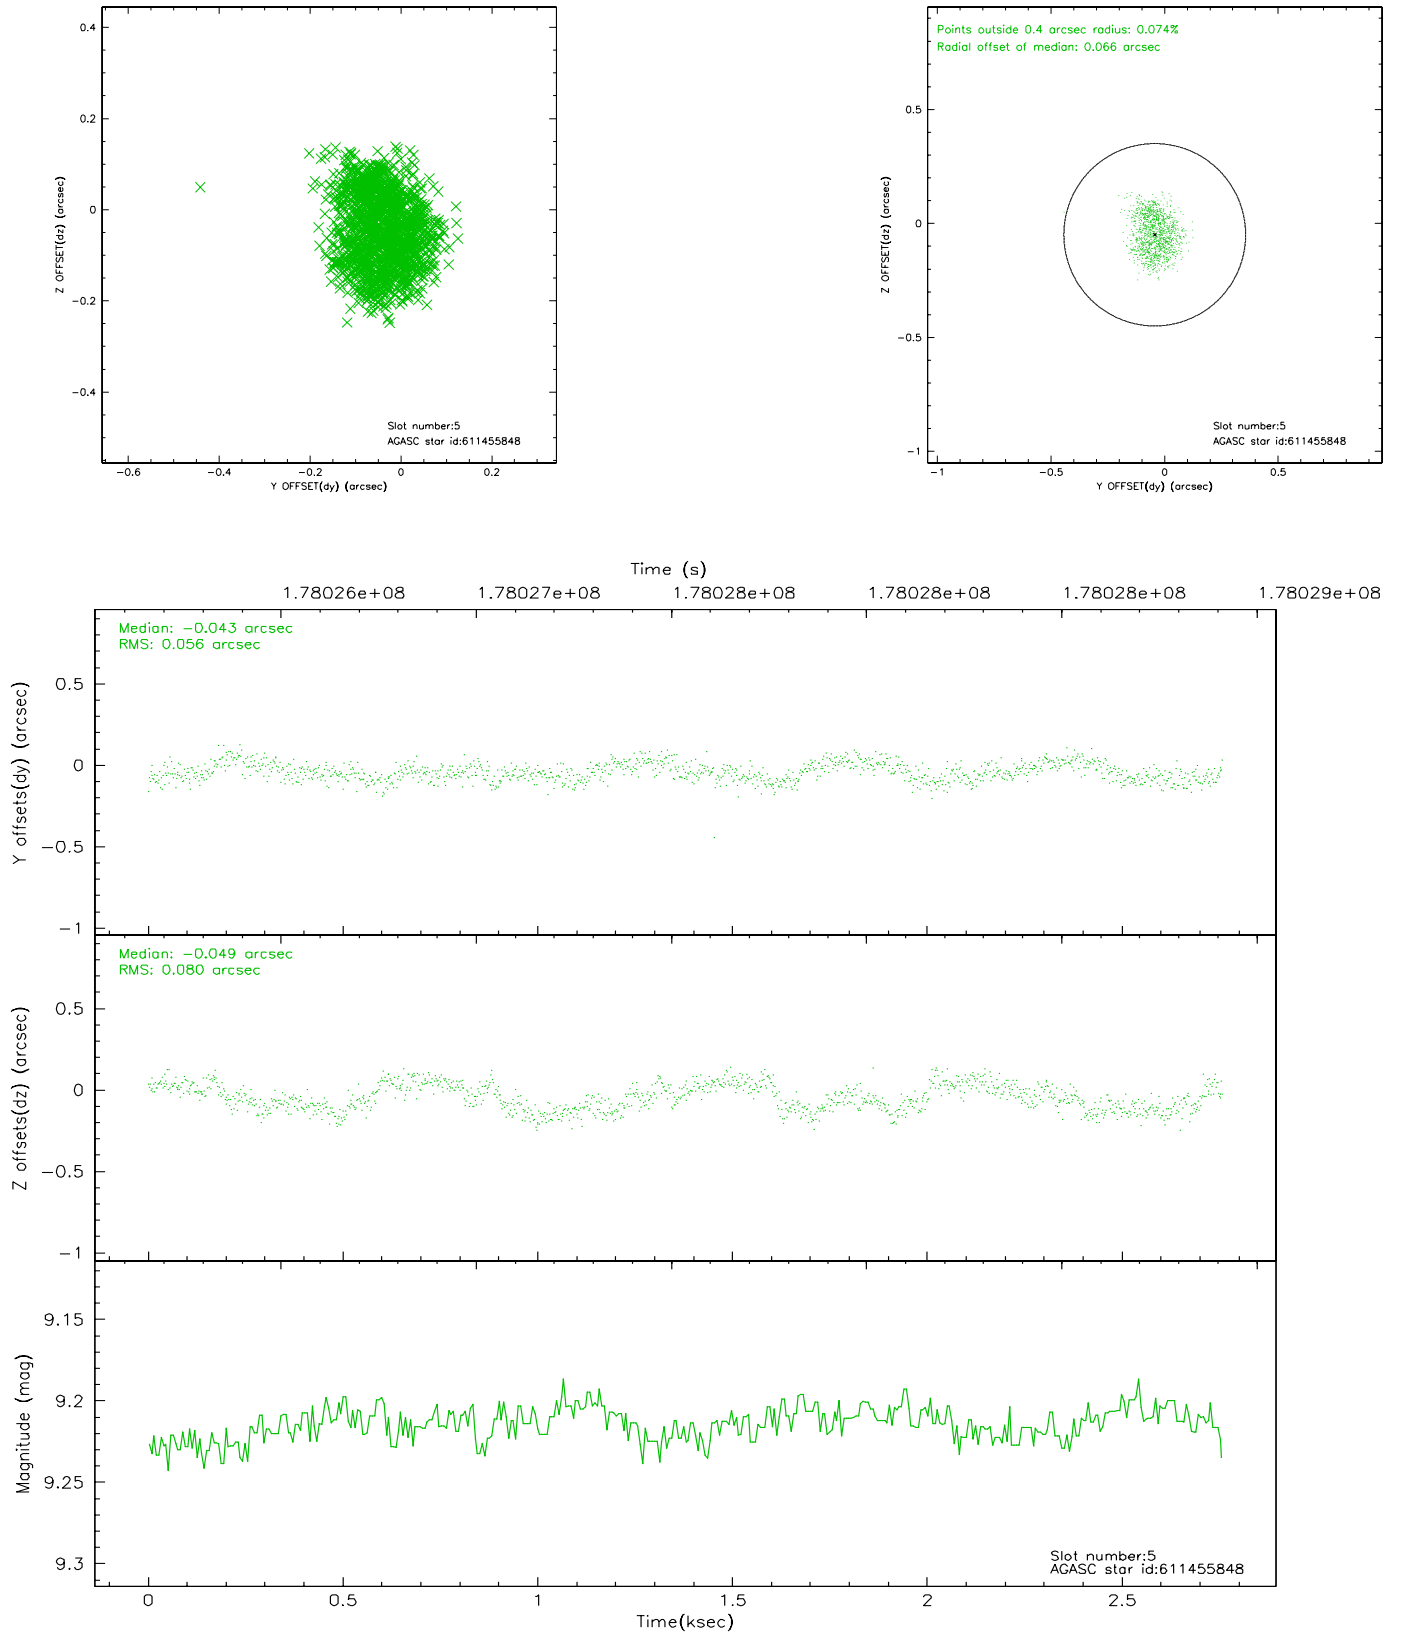 0.4
0.2
0
−0.2
−0.4
Z OFFSET(dz) (arcsec)
−0.6 −0.4 −0.2 0 0.2
Y OFFSET(dy) (arcsec)
Slot number:5
AGASC star id:611455848
Points outside 0.4 arcsec radius: 0.074%
Radial offset of median: 0.066 arcsec
0.5
0
−0.5
−1
Z OFFSET(dz) (arcsec)
−1 −0.5 0 0.5
Y OFFSET(dy) (arcsec)
Slot number:5
AGASC star id:611455848
Time (s)
1.78026e+08 1.78027e+08 1.78028e+08 1.78028e+08 1.78028e+08 1.78029e+08
Median: −0.043 arcsec
RMS: 0.056 arcsec
0.5
0
−0.5
−1
Y offsets(dy) (arcsec)
Median: −0.049 arcsec
RMS: 0.080 arcsec
0.5
0
−0.5
−1
Z offsets(dz) (arcsec)
9.15
9.2
9.25
9.3
Magnitude (mag)
Slot number:5
AGASC star id:611455848
0 0.5 1 1.5 2 2.5
Time(ksec)